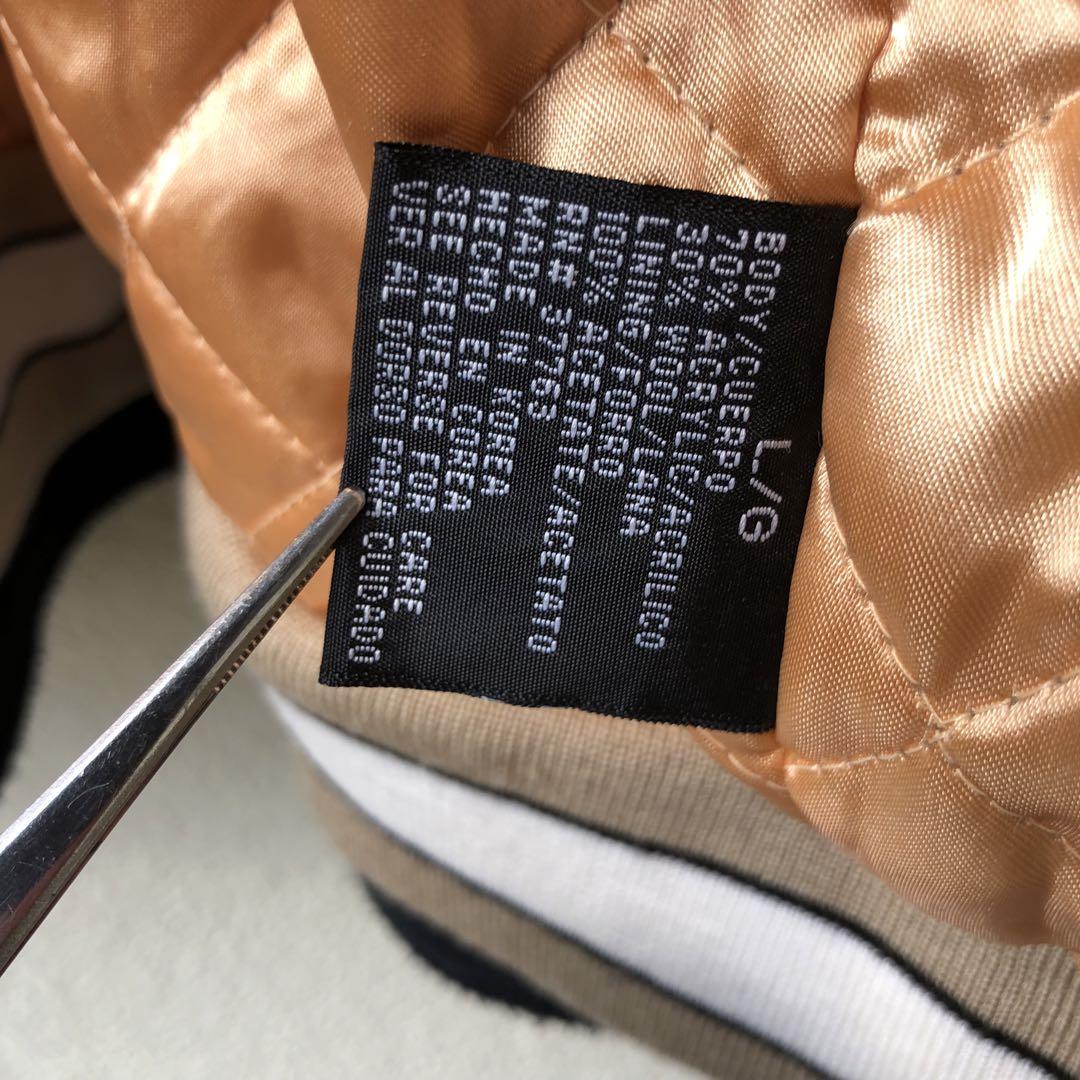 L/G
BODY/CUERPO
70% ACRYLIC/ACRILICO
30% WOOL/LANA
LINING/FORRO
100% ACETATE/ACETATO
RN# 37763
MADE IN KOREA
HECHO EN COREA
SEE REVERSE FOR CARE
VER AL DORSO PARA CUIDADO